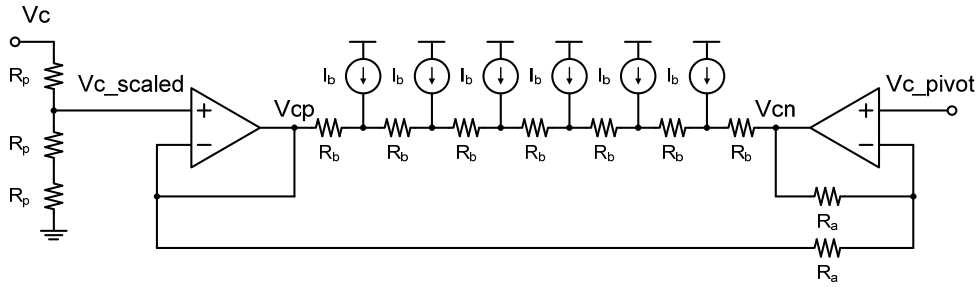 Vc
Rp
Vc_scaled
Rp
Rp
+
−
Vcp
Ib Ib Ib Ib Ib Ib
Rb Rb Rb Rb Rb Rb Rb
Vcn
Vc_pivot
+
−
Ra
Ra